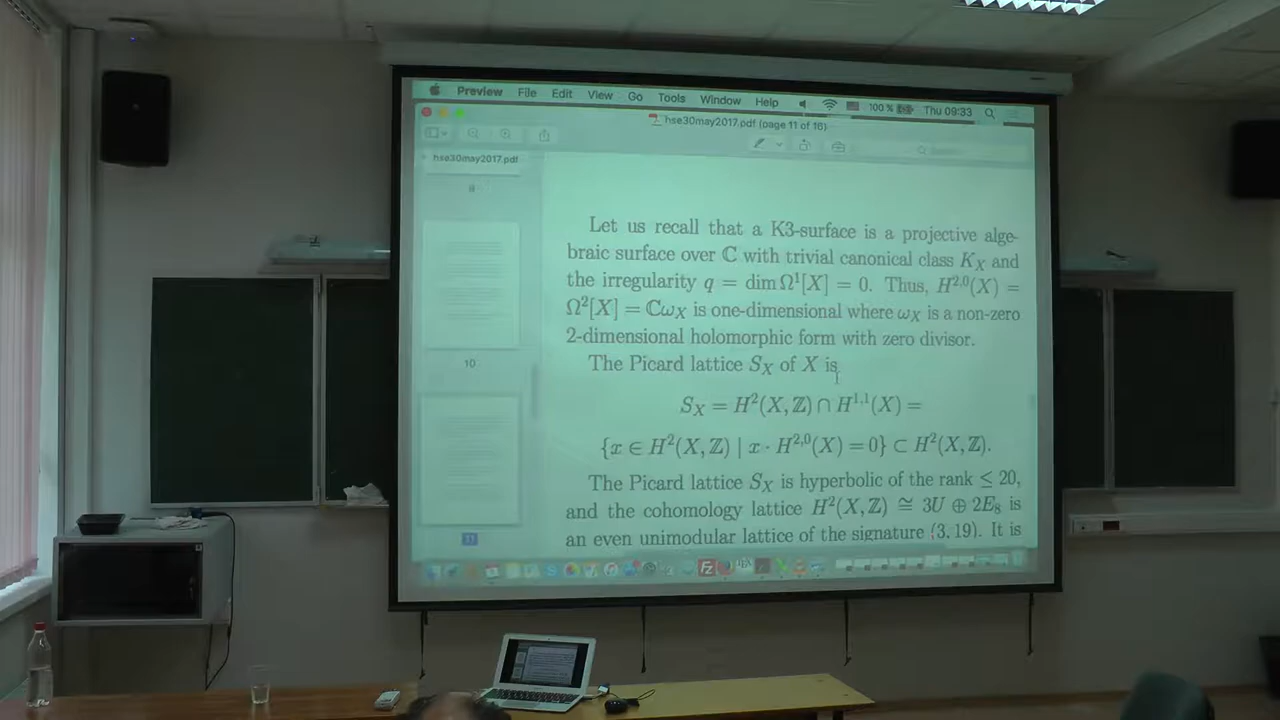 Preview File Edit View Go Tools Window Help 100 % Thu 09:33
hse30may2017.pdf (page 11 of 16)
hse30may2017.pdf
10
11
Let us recall that a K3-surface is a projective alge-
braic surface over ℂ with trivial canonical class K_X and
the irregularity q = dim Ω¹[X] = 0. Thus, H²,⁰(X) =
Ω²[X] = ℂω_X is one-dimensional where ω_X is a non-zero
2-dimensional holomorphic form with zero divisor.
The Picard lattice S_X of X is
S_X = H²(X, ℤ) ∩ H¹,¹(X) =
{x ∈ H²(X, ℤ) | x · H²,⁰(X) = 0} ⊂ H²(X, ℤ).
The Picard lattice S_X is hyperbolic of the rank ≤ 20,
and the cohomology lattice H²(X, ℤ) ≅ 3U ⊕ 2E₈ is
an even unimodular lattice of the signature (3, 19). It is